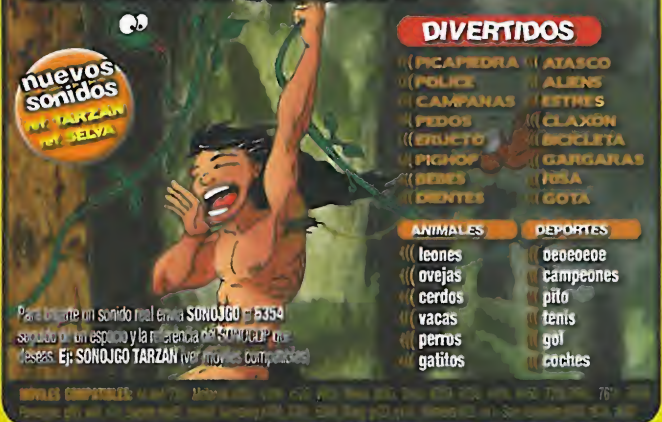 nuevos
sonidos
ref. TARZAN
ref. SELVA
DIVERTIDOS
PICAPIEDRA
POLICE
CAMPANAS
PEDOS
ERUCTO
PIGHOP
BEBES
DIENTES
ATASCO
ALIENS
ESTRES
CLAXÓN
BICICLETA
GARGARAS
RISA
GOTA
ANIMALES
leones
ovejas
cerdos
vacas
perros
gatitos
DEPORTES
oeoeoeoe
campeones
pito
tenis
gol
coches
Para bajarte un sonido real envia SONOJGO al 5354
seguido de un espacio y la referencia del SONOCLIP que
deseas. Ej: SONOJGO TARZAN (ver moviles compatibles)
MOVILES COMPATIBLES: